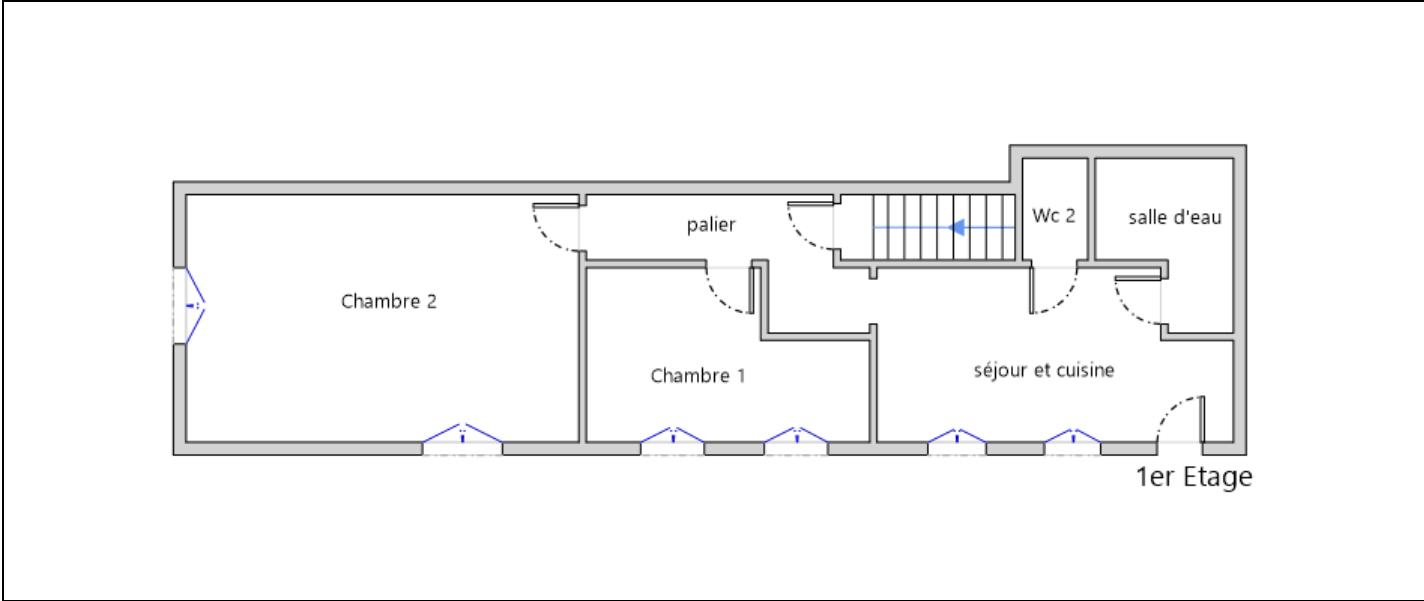 Wc 2
salle d'eau
palier
Chambre 2
Chambre 1
séjour et cuisine
1er Etage